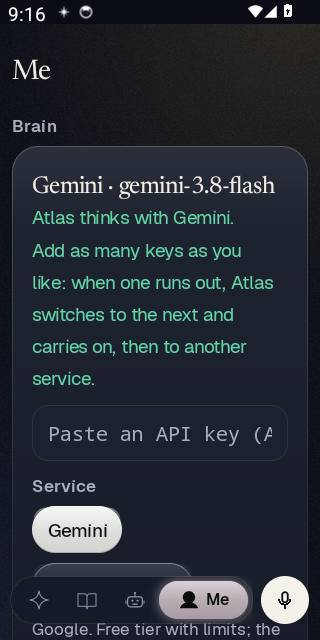 9:16
Me
Brain
Gemini · gemini-3.8-flash
Atlas thinks with Gemini.
Add as many keys as you
like: when one runs out, Atlas
switches to the next and
carries on, then to another
service.
Paste an API key (A
Service
Gemini
Me
Google. Free tier with limits; the